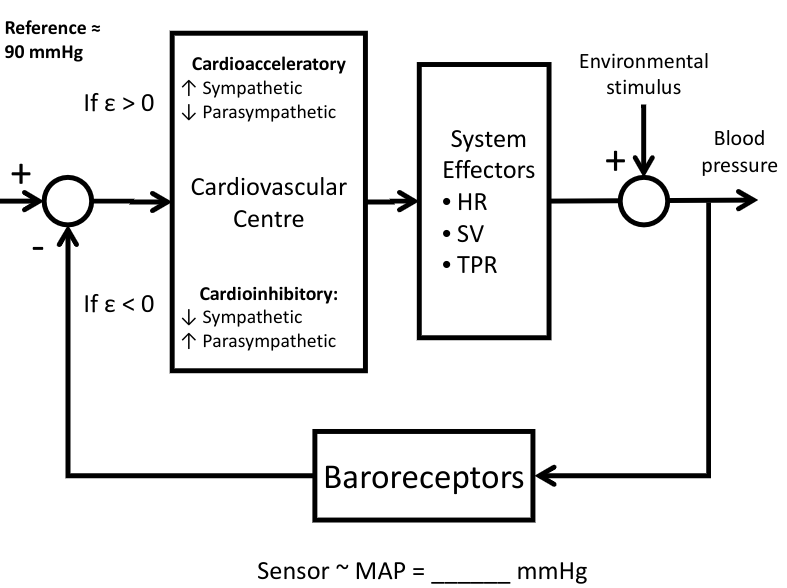 Reference ≈
90 mmHg
If ε > 0
Cardioacceleratory
↑ Sympathetic
↓ Parasympathetic
Cardiovascular
Centre
If ε < 0
Cardioinhibitory:
↓ Sympathetic
↑ Parasympathetic
System
Effectors
• HR
• SV
• TPR
Environmental
stimulus
Blood
pressure
+
-
+
Baroreceptors
Sensor ~ MAP = ______ mmHg